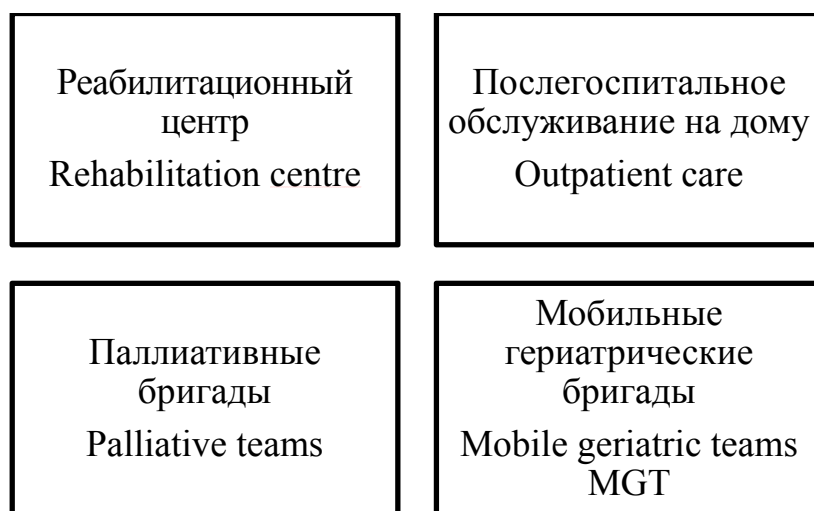 Реабилитационный
центр
Rehabilitation centre
Послегоспитальное
обслуживание на дому
Outpatient care
Паллиативные
бригады
Palliative teams
Мобильные
гериатрические
бригады
Mobile geriatric teams
MGT